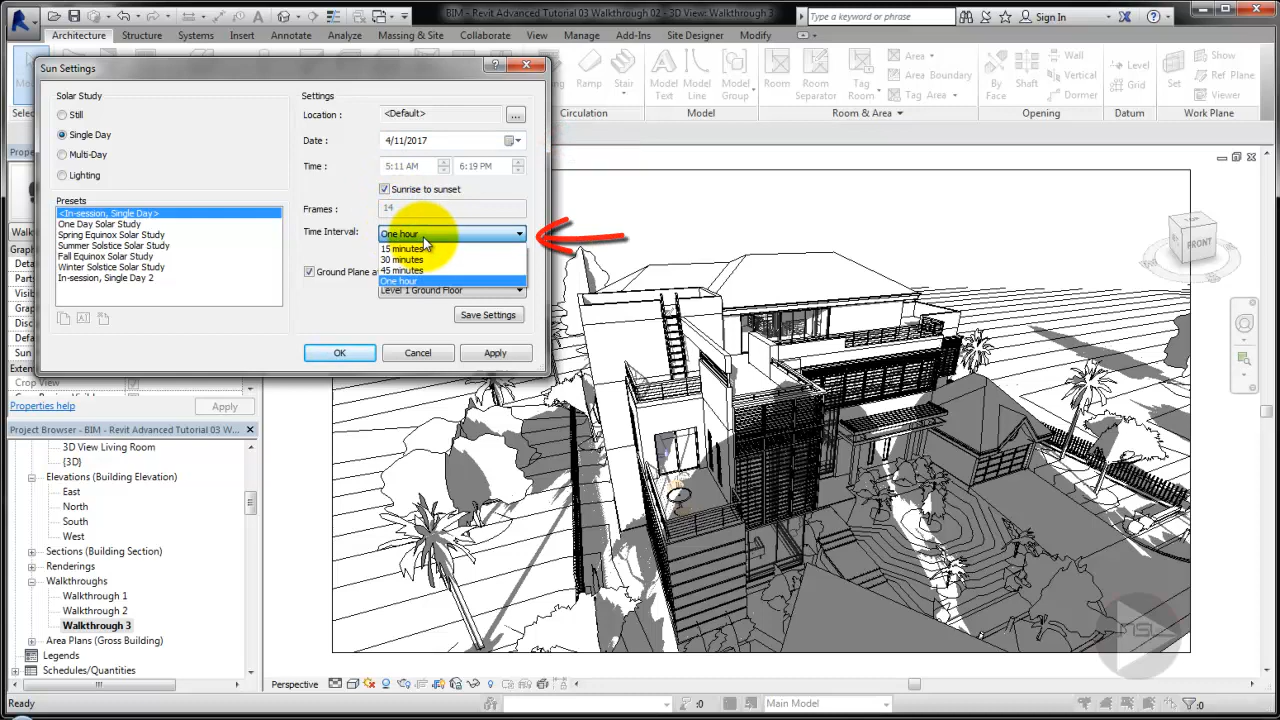 BIM - Revit Advanced Tutorial 03 Walkthrough 02 - 3D View: Walkthrough 3
Type a keyword or phrase
Sign In
Architecture Insert Annotate Analyze Massing & Site Collaborate View Manage Add-Ins Site Designer Modify
Systems
Sun Settings
Solar Study
Still
Single Day
Multi-Day
Lighting
Presets
<In-session, Single Day>
One Day Solar Study
Spring Equinox Solar Study
Summer Solstice Solar Study
Fall Equinox Solar Study
Winter Solstice Solar Study
In-session, Single Day 2
Settings
Location : <Default>
...
Date : 4/11/2017
Time : 5:11 AM 6:19 PM
Sunrise to sunset
Frames : 14
Time Interval: One hour
15 minutes
30 minutes
45 minutes
One hour
Ground Plane a
Level 1 Ground Floor
Save Settings
OK Cancel Apply
Ramp
Stair
Model
Text
Model
Line
Model
Group
Room
Room
Separator
Tag
Room
Area
Area Boundary
Tag Area
By
Face
Shaft
Wall
Vertical
Dormer
Level
Grid
Set
Show
Ref Plane
Viewer
Circulation Model Room & Area Opening Datum Work Plane
FRONT
Properties help Apply
Project Browser - BIM - Revit Advanced Tutorial 03 W...
3D View Living Room
{3D}
Elevations (Building Elevation)
East
North
South
West
Sections (Building Section)
Renderings
Walkthroughs
Walkthrough 1
Walkthrough 2
Walkthrough 3
Area Plans (Gross Building)
Legends
Schedules/Quantities
Perspective
Ready
:0
Main Model
:0